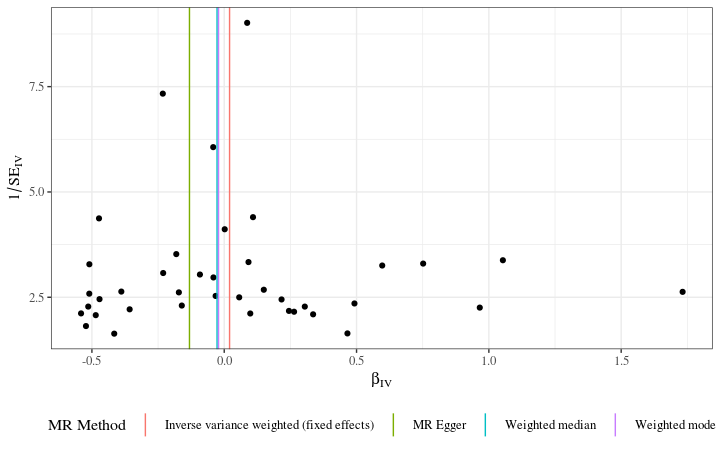 7.5
5.0
2.5
1/SE_IV
-0.5 0.0 0.5 1.0 1.5
β_IV
MR Method Inverse variance weighted (fixed effects) MR Egger Weighted median Weighted mode